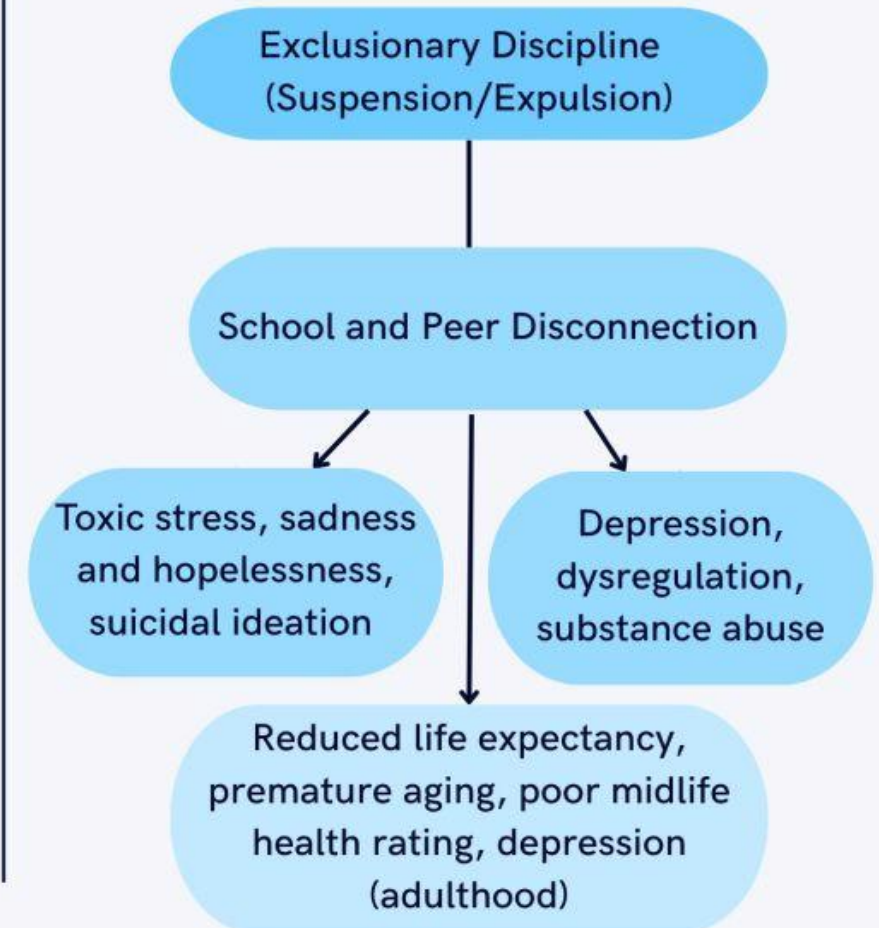 Exclusionary Discipline
(Suspension/Expulsion)
School and Peer Disconnection
Toxic stress, sadness
and hopelessness,
suicidal ideation
Depression,
dysregulation,
substance abuse
Reduced life expectancy,
premature aging, poor midlife
health rating, depression
(adulthood)